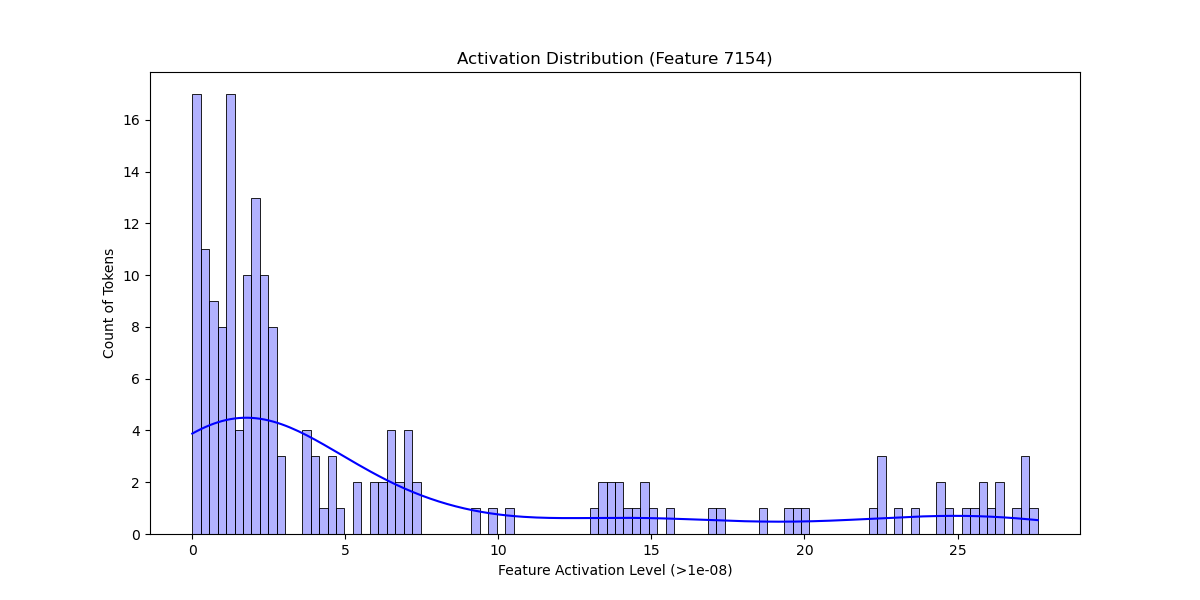 Activation Distribution (Feature 7154)
16
14
12
10
8
6
4
2
0
Count of Tokens
0 5 10 15 20 25
Feature Activation Level (>1e-08)